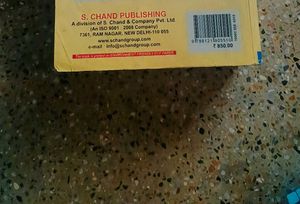 S. CHAND PUBLISHING
A division of S. Chand & Company Pvt. Ltd.
(An ISO 9001 : 2008 Company)
7361, RAM NAGAR, NEW DELHI-110 055
e-mail : info@schandgroup.com
www.schandgroup.com
₹ 850.00